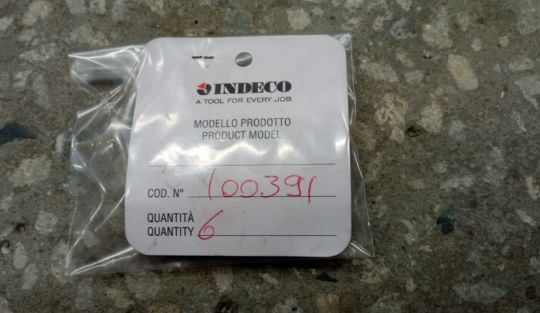 INDECO
A TOOL FOR EVERY JOB
MODELLO PRODOTTO
PRODUCT MODEL
COD. N° 100391
QUANTITÀ
QUANTITY 6